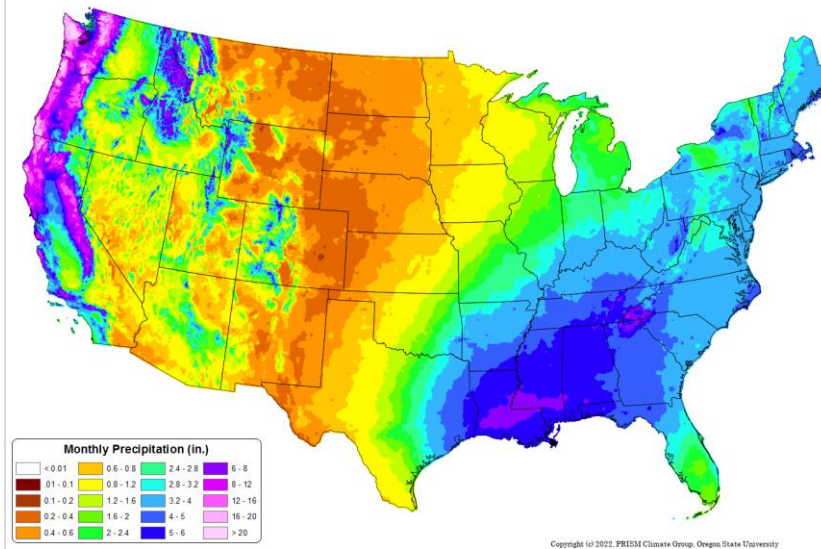 Monthly Precipitation (in.)
< 0.01 0.6 - 0.8 2.4 - 2.8 6 - 8
.01 - 0.1 0.8 - 1.2 2.8 - 3.2 8 - 12
0.1 - 0.2 1.2 - 1.6 3.2 - 4 12 - 16
0.2 - 0.4 1.6 - 2 4 - 5 16 - 20
0.4 - 0.6 2 - 2.4 5 - 6 > 20
Copyright (c) 2022, PRISM Climate Group, Oregon State University